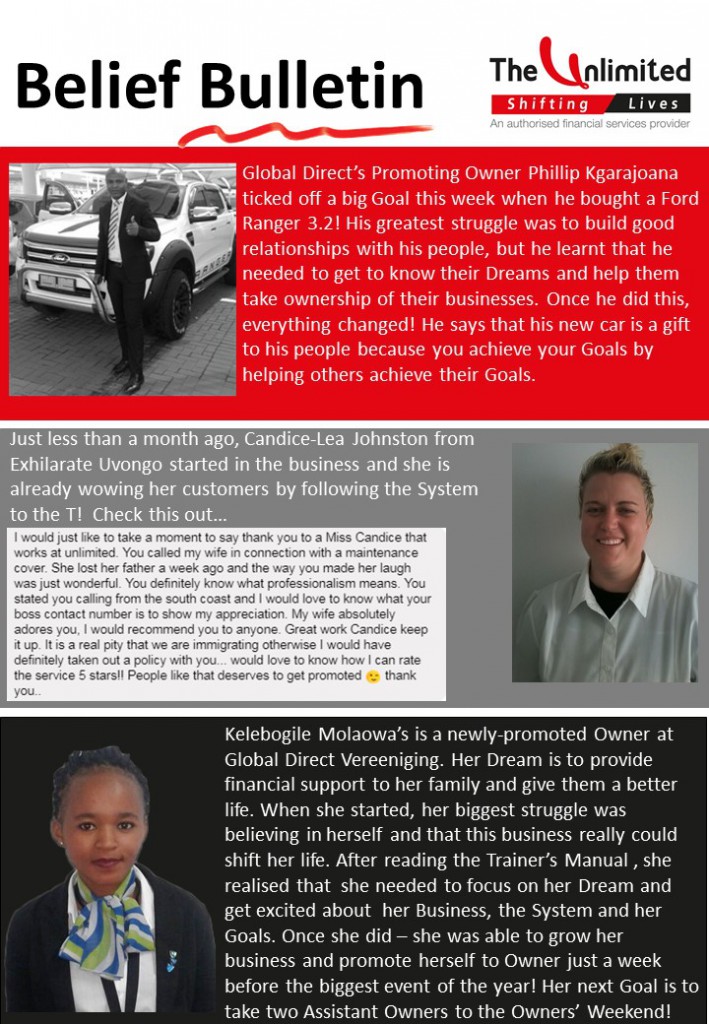 Belief Bulletin
The Unlimited
Shifting Lives
An authorised financial services provider
Global Direct's Promoting Owner Phillip Kgarajoana
ticked off a big Goal this week when he bought a Ford
Ranger 3.2! His greatest struggle was to build good
relationships with his people, but he learnt that he
needed to get to know their Dreams and help them
take ownership of their businesses. Once he did this,
everything changed! He says that his new car is a gift
to his people because you achieve your Goals by
helping others achieve their Goals.
Just less than a month ago, Candice-Lea Johnston from
Exhilarate Uvongo started in the business and she is
already wowing her customers by following the System
to the T!  Check this out...
I would just like to take a moment to say thank you to a Miss Candice that
works at unlimited. You called my wife in connection with a maintenance
cover. She lost her father a week ago and the way you made her laugh
was just wonderful. You definitely know what professionalism means. You
stated you calling from the south coast and I would love to know what your
boss contact number is to show my appreciation. My wife absolutely
adores you, I would recommend you to anyone. Great work Candice keep
it up. It is a real pity that we are immigrating otherwise I would have
definitely taken out a policy with you... would love to know how I can rate
the service 5 stars!! People like that deserves to get promoted 😉 thank
you..
Kelebogile Molaowa's is a newly-promoted Owner at
Global Direct Vereeniging. Her Dream is to provide
financial support to her family and give them a better
life. When she started, her biggest struggle was
believing in herself and that this business really could
shift her life. After reading the Trainer's Manual , she
realised that  she needed to focus on her Dream and
get excited about  her Business, the System and her
Goals. Once she did – she was able to grow her
business and promote herself to Owner just a week
before the biggest event of the year! Her next Goal is to
take two Assistant Owners to the Owners' Weekend!